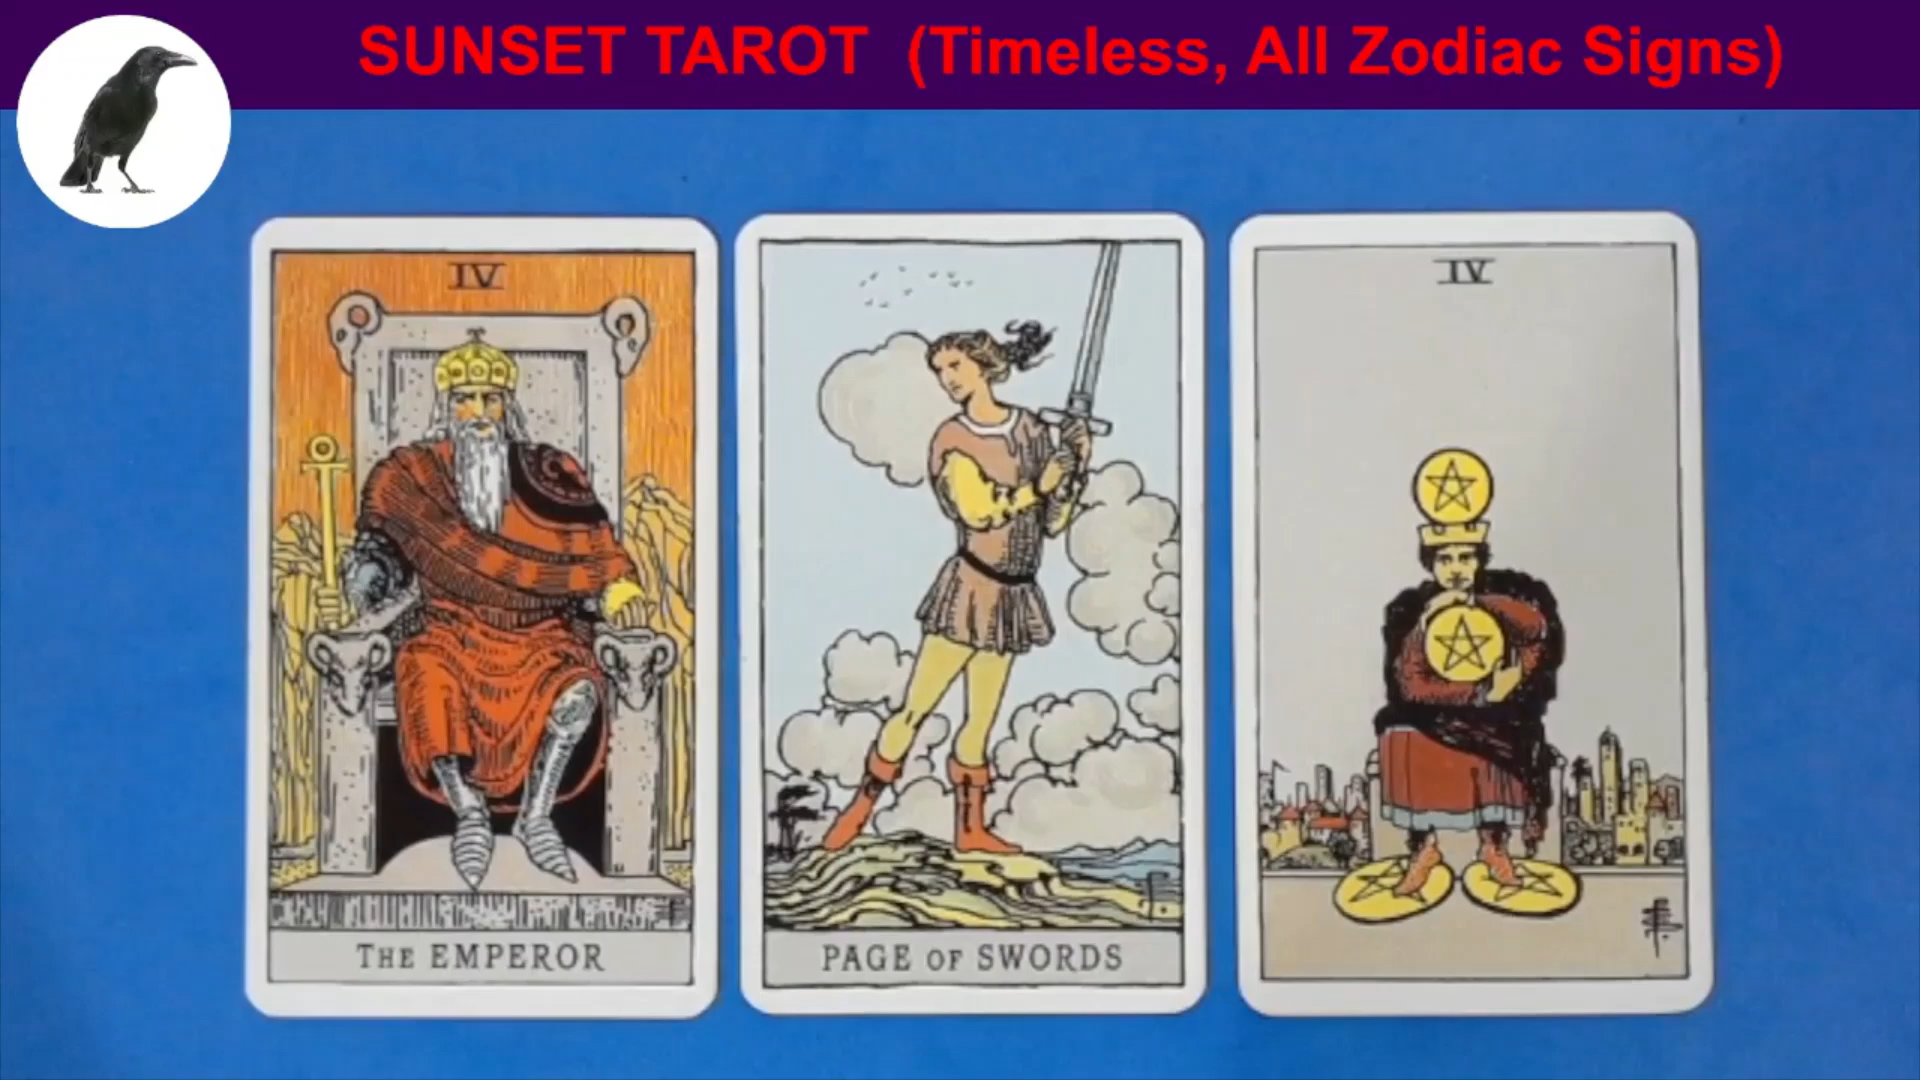 SUNSET TAROT (Timeless, All Zodiac Signs)
IV
THE EMPEROR
PAGE OF SWORDS
IV